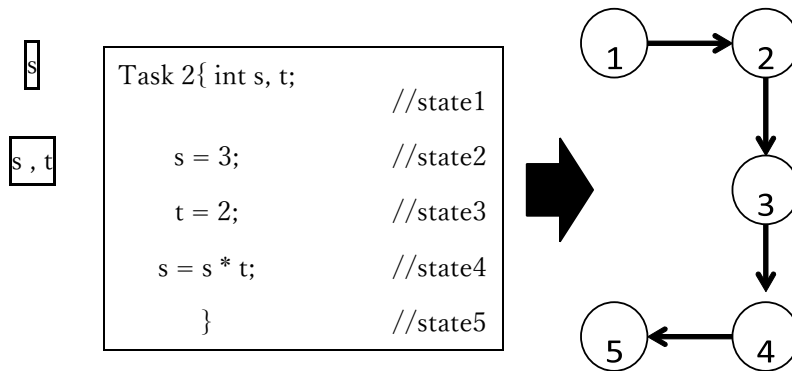 s
s , t
Task 2{ int s, t;
//state1
s = 3; //state2
t = 2; //state3
s = s * t; //state4
} //state5
1 2
3
5 4